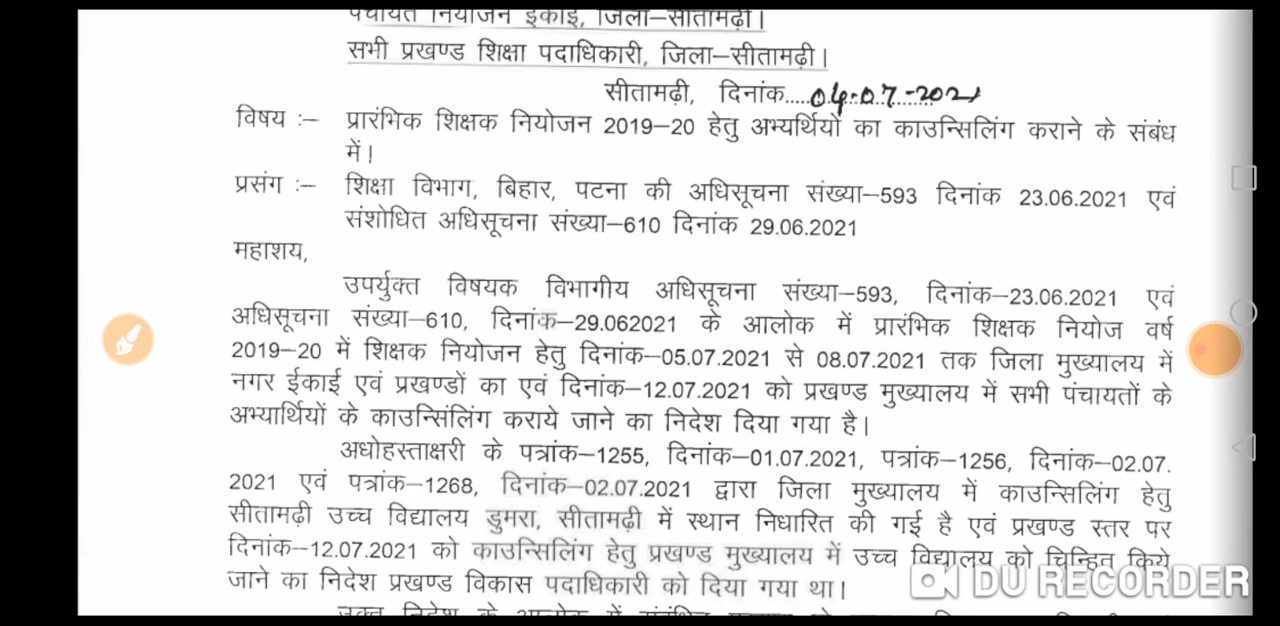 पंचायत नियोजन इकाई, जिला–सीतामढ़ी।
सभी प्रखण्ड शिक्षा पदाधिकारी, जिला–सीतामढ़ी।
सीतामढ़ी, दिनांक.....04.07.-2021
विषय :– प्रारंभिक शिक्षक नियोजन 2019–20 हेतु अभ्यर्थियों का काउन्सिलिंग कराने के संबंध
में।
प्रसंग :– शिक्षा विभाग, बिहार, पटना की अधिसूचना संख्या–593 दिनांक 23.06.2021 एवं
संशोधित अधिसूचना संख्या–610 दिनांक 29.06.2021
महाशय,
उपर्युक्त विषयक विभागीय अधिसूचना संख्या–593, दिनांक–23.06.2021 एवं
अधिसूचना संख्या–610, दिनांक–29.062021 के आलोक में प्रारंभिक शिक्षक नियोज वर्ष
2019–20 में शिक्षक नियोजन हेतु दिनांक–05.07.2021 से 08.07.2021 तक जिला मुख्यालय में
नगर ईकाई एवं प्रखण्डों का एवं दिनांक–12.07.2021 को प्रखण्ड मुख्यालय में सभी पंचायतों के
अभ्यार्थियों के काउन्सिंलिंग कराये जाने का निदेश दिया गया है।
अधोहस्ताक्षरी के पत्रांक–1255, दिनांक–01.07.2021, पत्रांक–1256, दिनांक–02.07.
2021 एवं पत्रांक–1268, दिनांक–02.07.2021 द्वारा जिला मुख्यालय में काउन्सिलिंग हेतु
सीतामढ़ी उच्च विद्यालय डुमरा, सीतामढ़ी में स्थान निर्धारित की गई है एवं प्रखण्ड स्तर पर
दिनांक–12.07.2021 को काउन्सिलिंग हेतु प्रखण्ड मुख्यालय में उच्च विद्यालय को चिन्हित किये
जाने का निदेश प्रखण्ड विकास पदाधिकारी को दिया गया था।
उक्त निदेश के आलोक में संबंधित
DU RECORDER